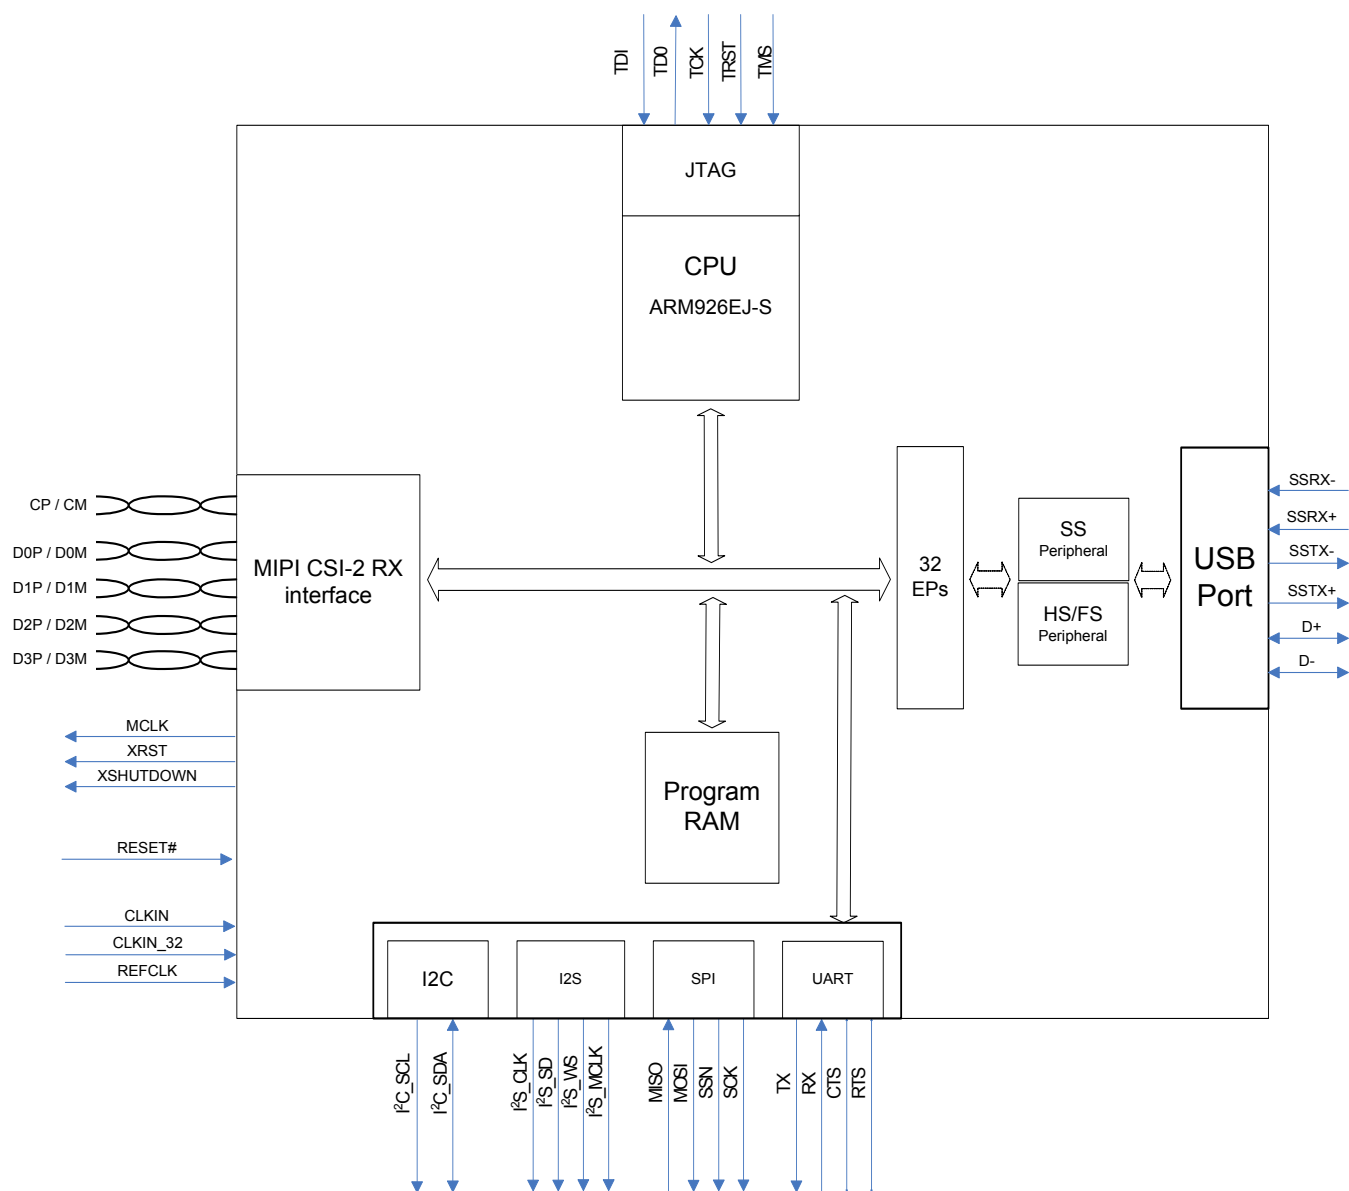 TDI
TD0
TCK
TRST
TMS
JTAG
CPU
ARM926EJ-S
CP / CM
D0P / D0M
D1P / D1M
D2P / D2M
D3P / D3M
MIPI CSI-2 RX
interface
32
EPs
SS
Peripheral
HS/FS
Peripheral
USB
Port
SSRX-
SSRX+
SSTX-
SSTX+
D+
D-
MCLK
XRST
XSHUTDOWN
RESET#
CLKIN
CLKIN_32
REFCLK
Program
RAM
I2C
I2S
SPI
UART
I²C_SCL
I²C_SDA
I²S_CLK
I²S_SD
I²S_WS
I²S_MCLK
MISO
MOSI
SSN
SCK
TX
RX
CTS
RTS